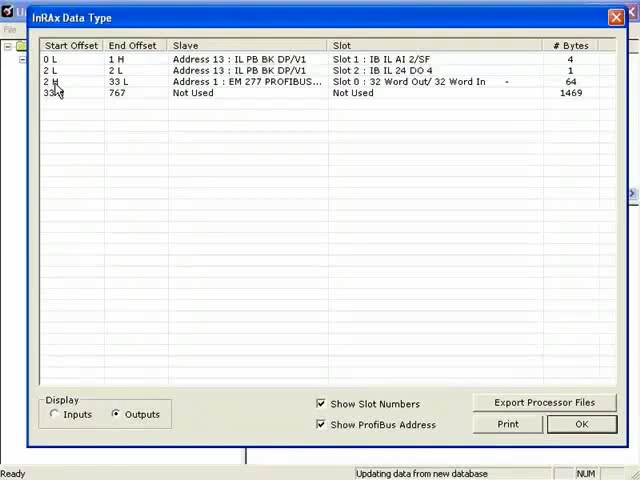 InRAx Data Type
Start Offset End Offset Slave Slot # Bytes
0 L 1 H Address 13 : IL PB BK DP/V1 Slot 1 : IB IL AI 2/SF 4
2 L 2 L Address 13 : IL PB BK DP/V1 Slot 2 : IB IL 24 DO 4 1
2 H 33 L Address 1 : EM 277 PROFIBUS... Slot 0 : 32 Word Out/ 32 Word In - 64
33 767 Not Used Not Used 1469
Display
Inputs Outputs
Show Slot Numbers
Show ProfiBus Address
Export Processor Files
Print OK
Ready Updating data from new database NUM